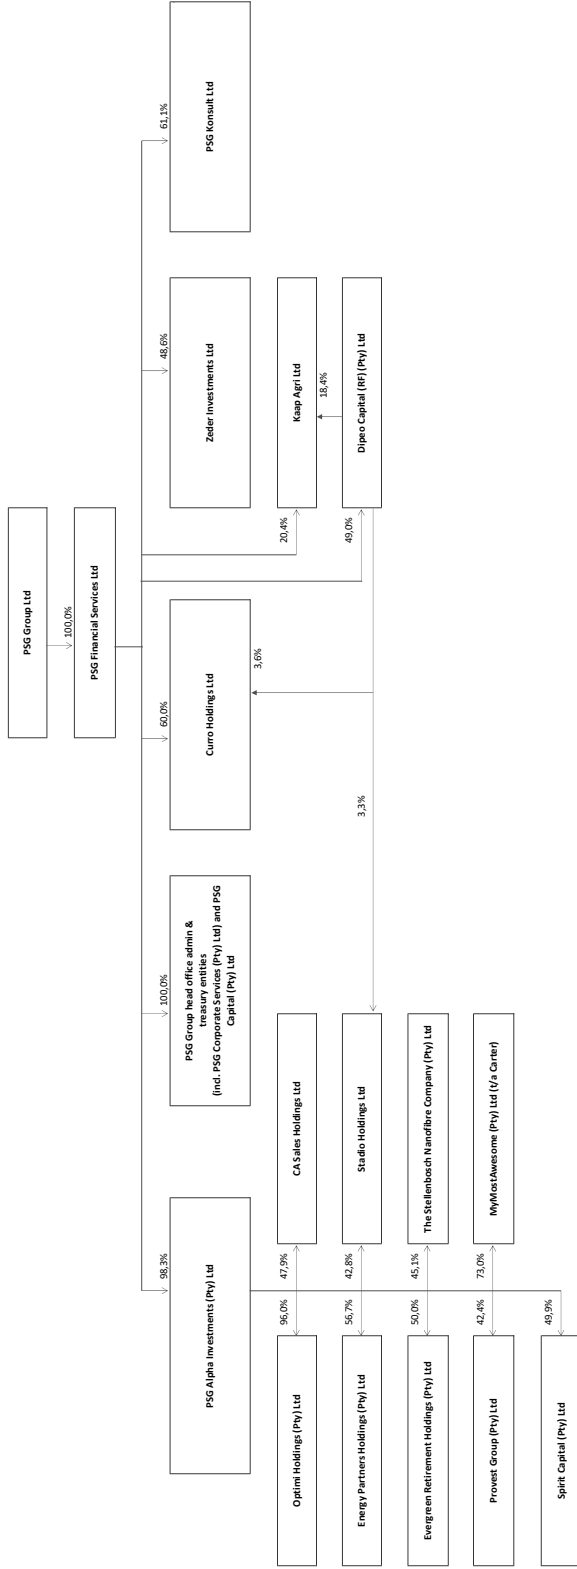 PSG Group Ltd
100,0%
PSG Financial Services Ltd
98,3%
100,0%
60,0%
48,6%
61,1%
PSG Alpha Investments (Pty) Ltd
PSG Group head office admin &
treasury entities
(incl. PSG Corporate Services (Pty) Ltd) and PSG
Capital (Pty) Ltd
Curro Holdings Ltd
Zeder Investments Ltd
PSG Konsult Ltd
Optimi Holdings (Pty) Ltd
96,0%
47,9%
CA Sales Holdings Ltd
3,6%
20,4%
Kaap Agri Ltd
18,4%
Energy Partners Holdings (Pty) Ltd
56,7%
42,8%
Stadio Holdings Ltd
3,3%
49,0%
Dipeo Capital (RF) (Pty) Ltd
Evergreen Retirement Holdings (Pty) Ltd
50,0%
45,1%
The Stellenbosch Nanofibre Company (Pty) Ltd
Provest Group (Pty) Ltd
42,4%
73,0%
MyMostAwesome (Pty) Ltd (t/a Carter)
Spirit Capital (Pty) Ltd
49,9%